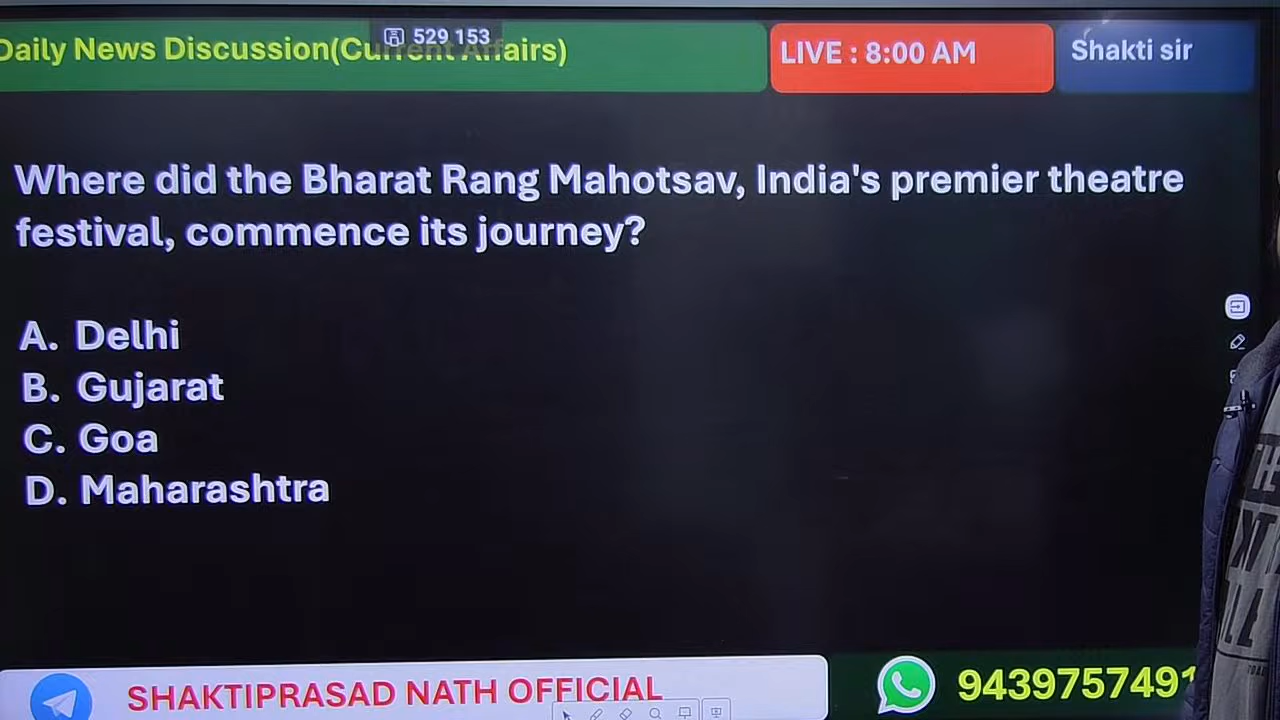 Daily News Discussion(Current Affairs)
529 153
LIVE : 8:00 AM
Shakti sir
Where did the Bharat Rang Mahotsav, India's premier theatre
festival, commence its journey?
A. Delhi
B. Gujarat
C. Goa
D. Maharashtra
SHAKTIPRASAD NATH OFFICIAL
9439757491